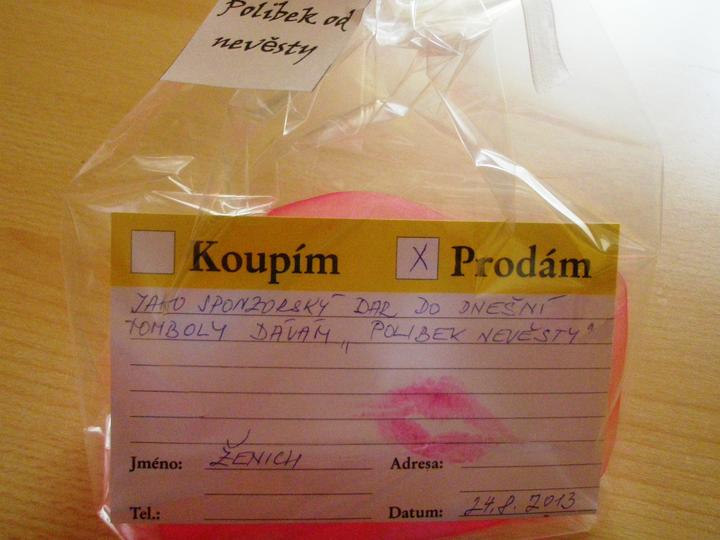 Polibek od
nevěsty
Koupím
X Prodám
JAKO SPONZORSKÝ DAR DO DNEŠNÍ
TOMBOLY DÁVÁM „POLIBEK NEVĚSTY"
Jméno: ŽENICH Adresa:
Tel.: Datum: 24.8. 2013